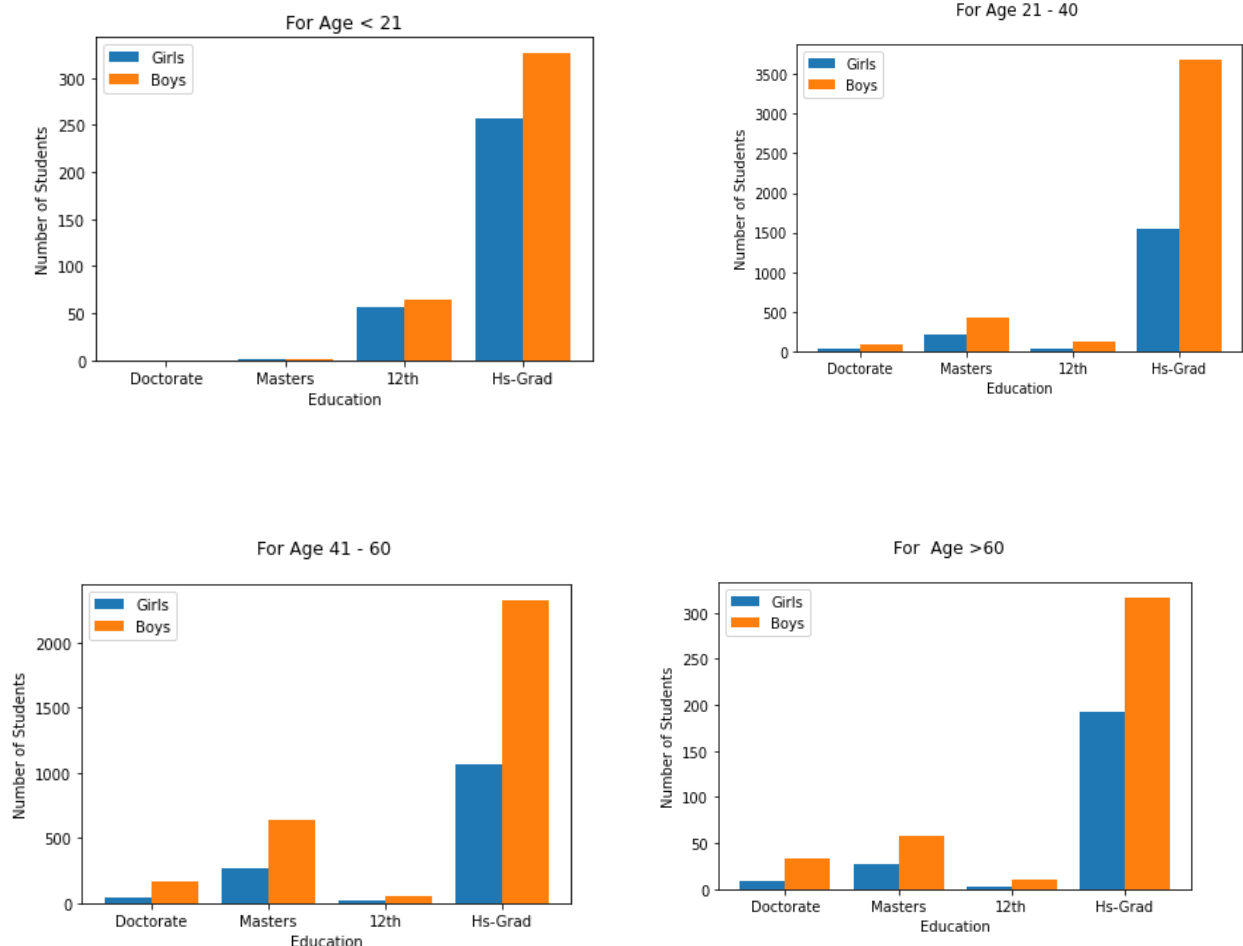 For Age < 21
Girls
Boys
Number of Students
300
250
200
150
100
50
0
Doctorate Masters 12th Hs-Grad
Education
For Age 21 - 40
Girls
Boys
Number of Students
3500
3000
2500
2000
1500
1000
500
0
Doctorate Masters 12th Hs-Grad
Education
For Age 41 - 60
Girls
Boys
Number of Students
2000
1500
1000
500
0
Doctorate Masters 12th Hs-Grad
Education
For Age >60
Girls
Boys
Number of Students
300
250
200
150
100
50
0
Doctorate Masters 12th Hs-Grad
Education